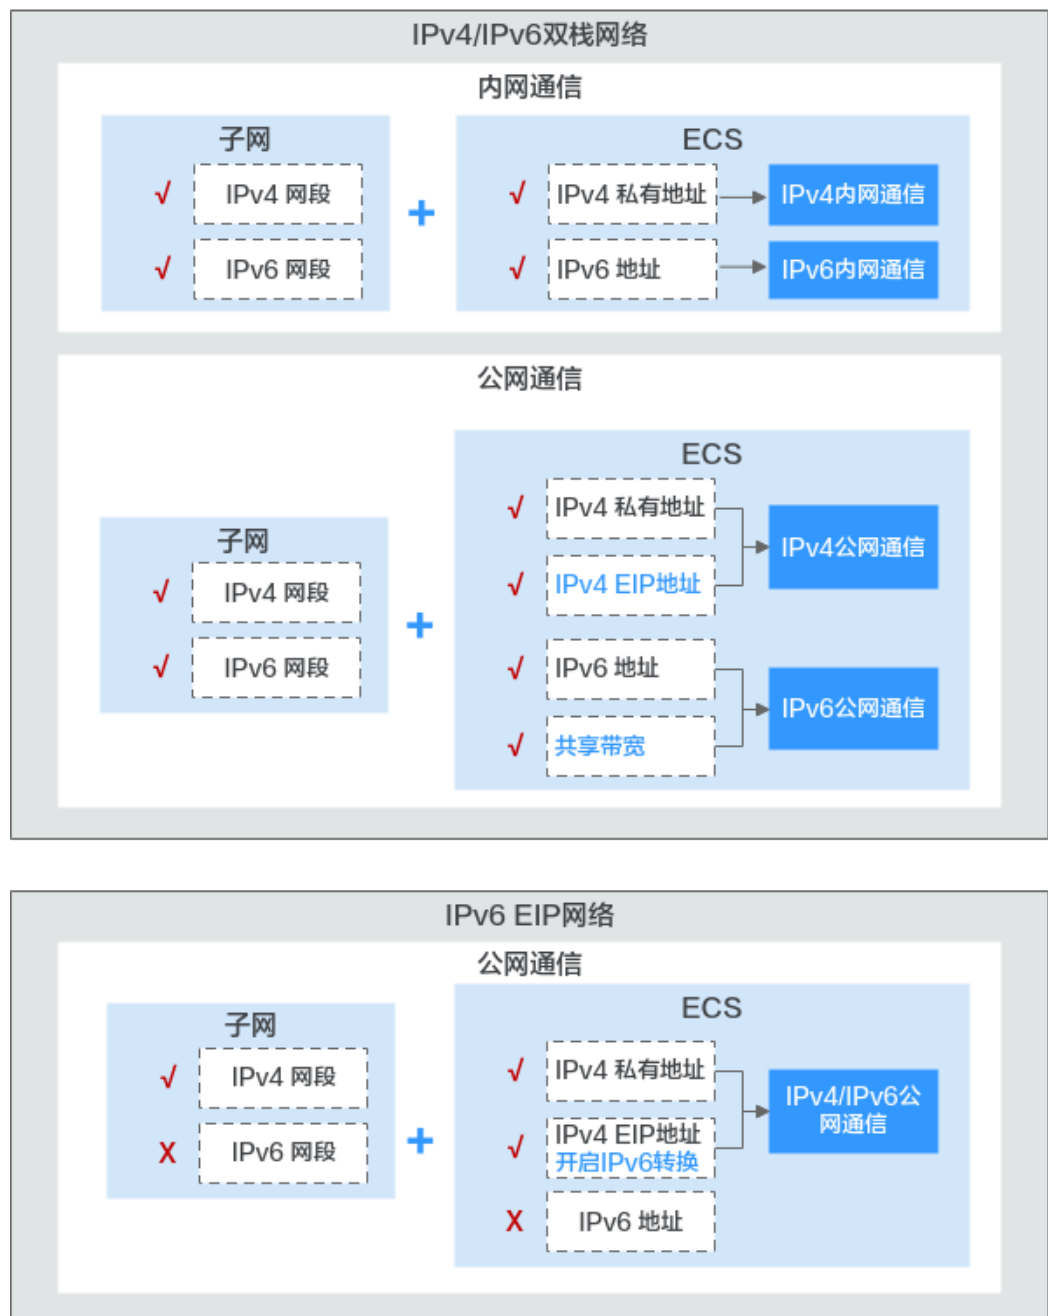 IPv4/IPv6双栈网络
内网通信
子网
√ IPv4 网段
√ IPv6 网段
+
ECS
√ IPv4 私有地址
IPv4内网通信
√ IPv6 地址
IPv6内网通信
公网通信
子网
√ IPv4 网段
√ IPv6 网段
+
ECS
√ IPv4 私有地址
√ IPv4 EIP地址
IPv4公网通信
√ IPv6 地址
√ 共享带宽
IPv6公网通信
IPv6 EIP网络
公网通信
子网
√ IPv4 网段
X IPv6 网段
+
ECS
√ IPv4 私有地址
√ IPv4 EIP地址
开启IPv6转换
X IPv6 地址
IPv4/IPv6公
网通信